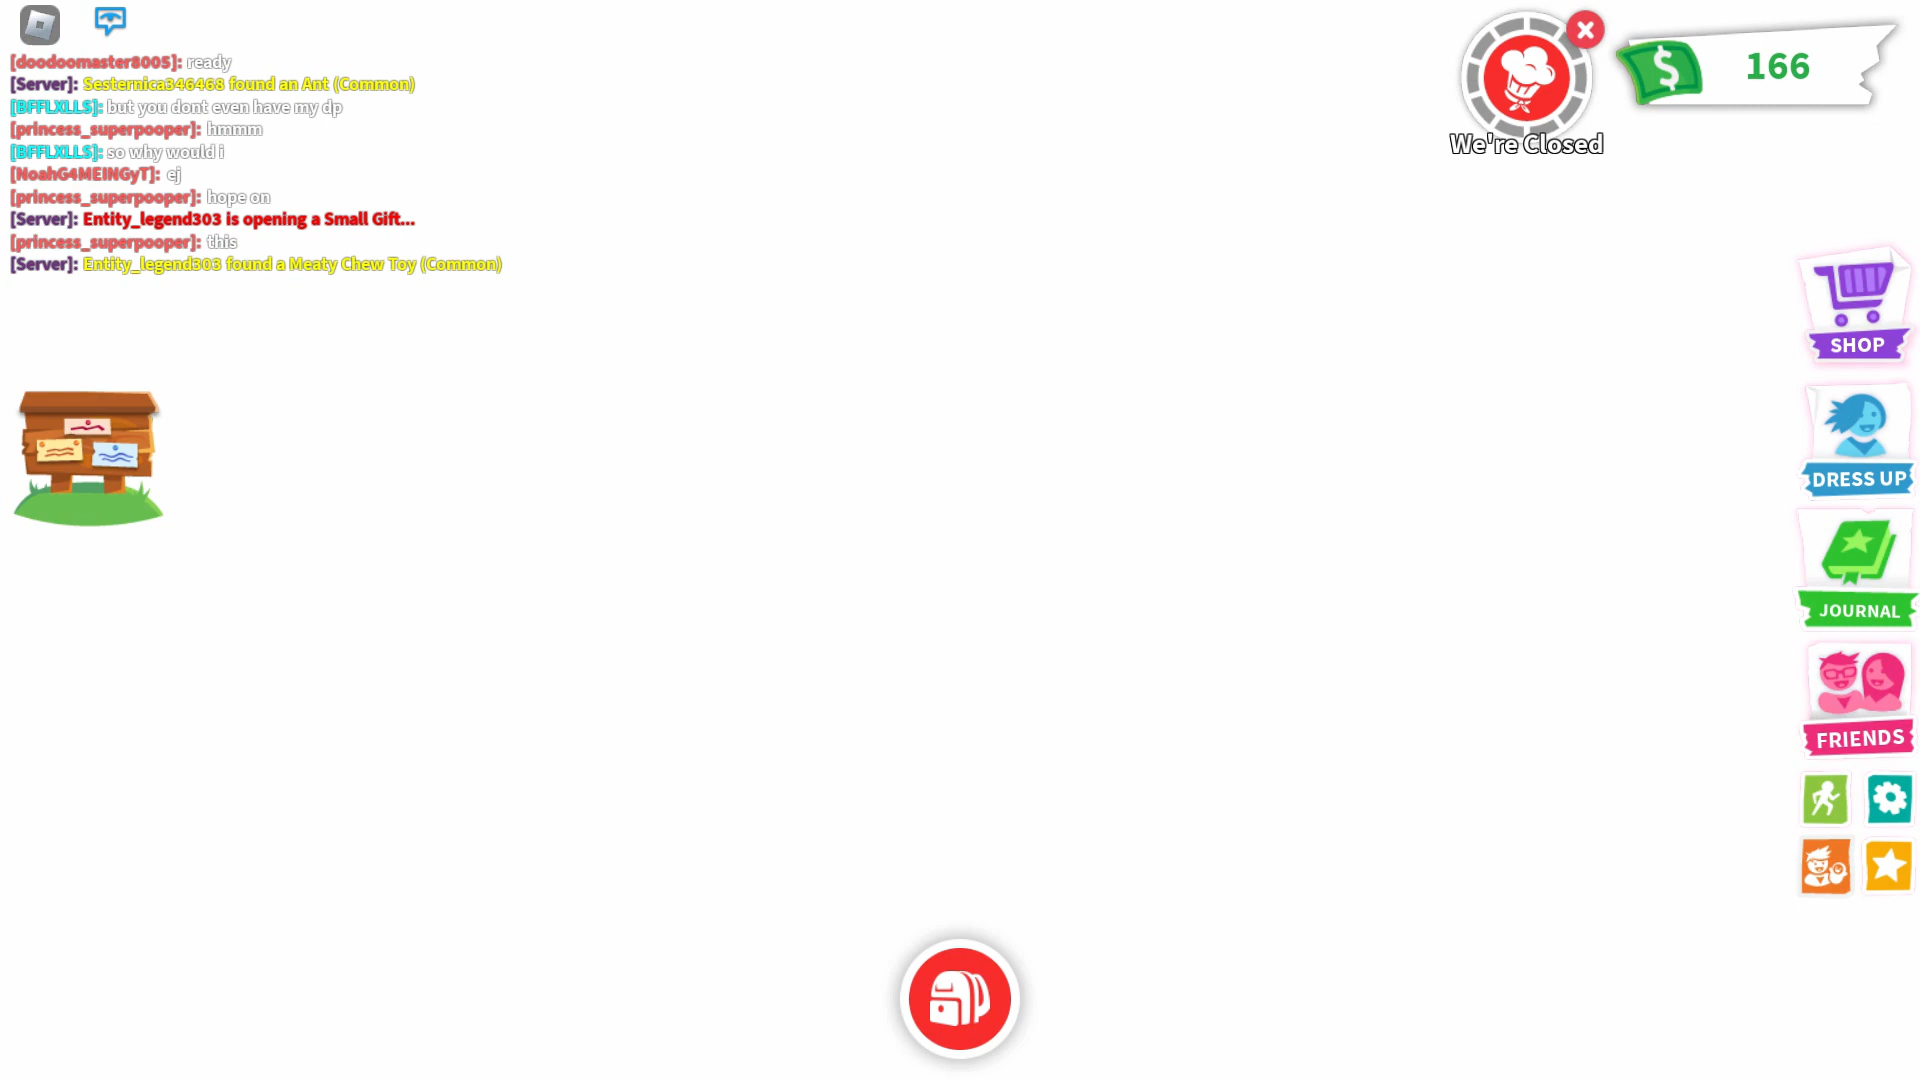 [doodoomaster8005]: ready
[Server]: Sesternica346468 found an Ant (Common)
[BFFLXLLS]: but you dont even have my dp
[princess_superpooper]: hmmm
[BFFLXLLS]: so why would i
[NoahG4MEINGyT]: ej
[princess_superpooper]: hope on
[Server]: Entity_legend303 is opening a Small Gift...
[princess_superpooper]: this
[Server]: Entity_legend303 found a Meaty Chew Toy (Common)
166
We're Closed
SHOP
DRESS UP
JOURNAL
FRIENDS